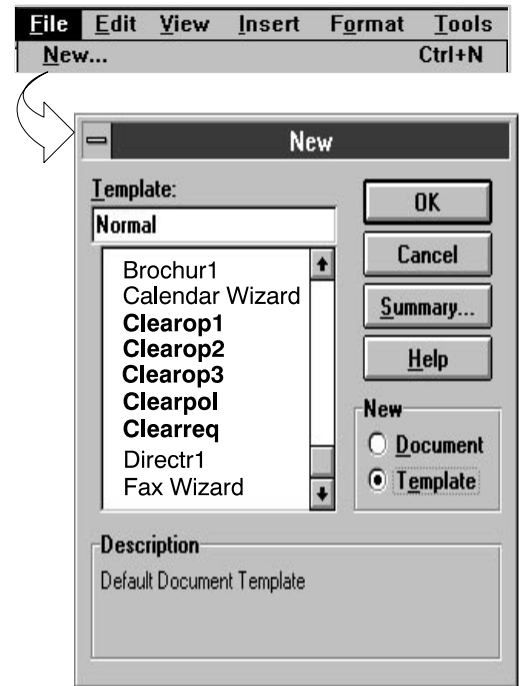 File Edit View Insert Format Tools
New... Ctrl+N
New
Template:
Normal
Brochur1
Calendar Wizard
Clearop1
Clearop2
Clearop3
Clearpol
Clearreq
Directr1
Fax Wizard
OK
Cancel
Summary...
Help
New
Document
Template
Description
Default Document Template